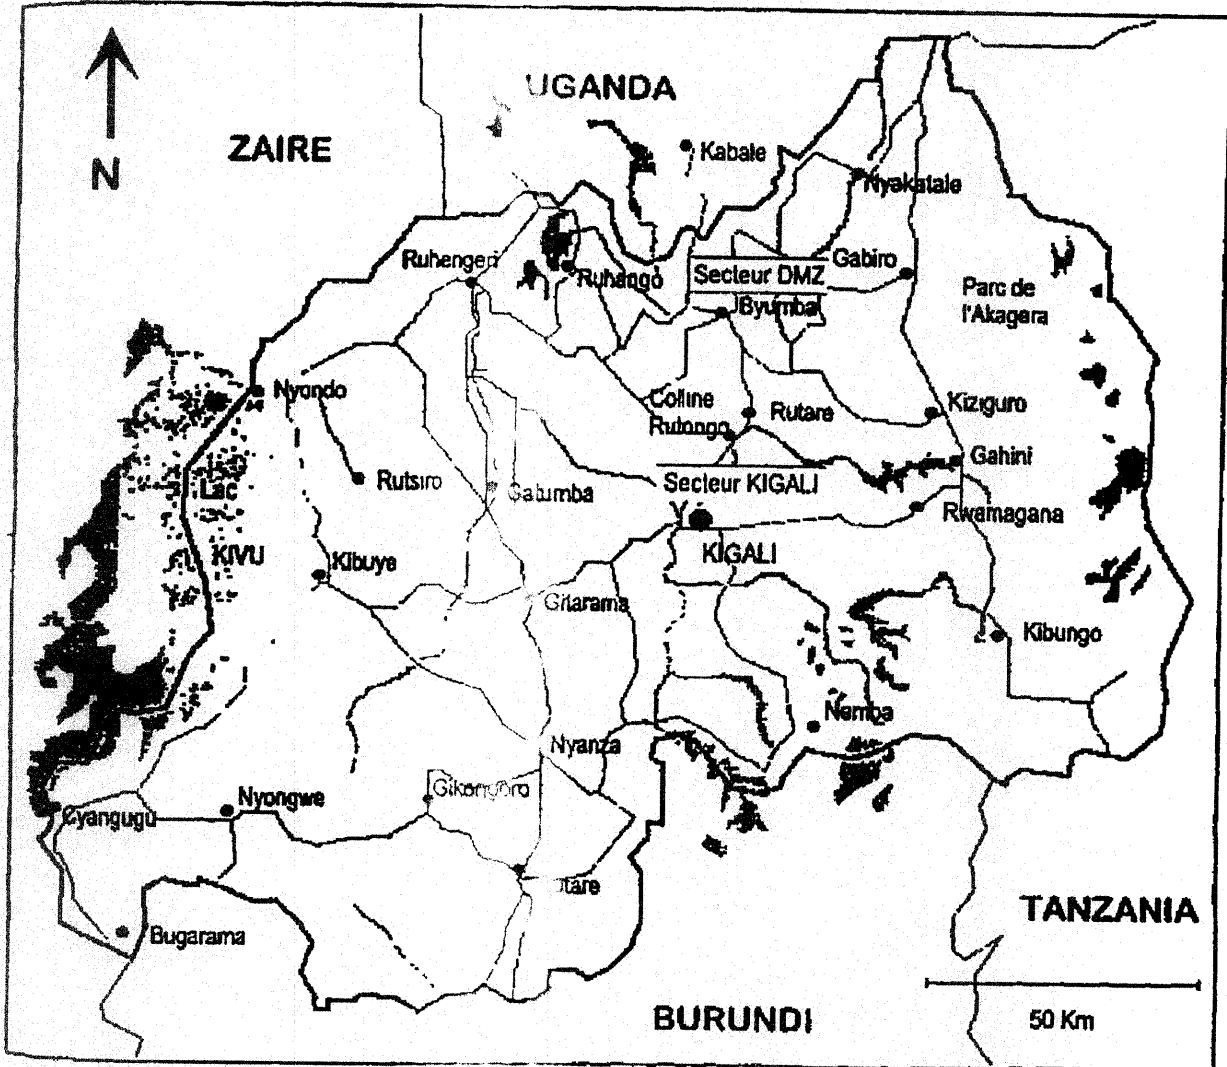 UGANDA
ZAIRE
N
Kabale
Nyakatale
Ruhengeri
Ruhango
Secteur DMZ
Gabiro
Byumba
Parc de
l'Akagera
Nyondo
Colline
Rutongo
Rutare
Kiziguro
Gahini
Rutsiro
Gatumba
Secteur KIGALI
Rwamagana
Lac
KIVU
Kibuye
KIGALI
Gitarama
Kibungo
Nemba
Nyanza
Nyongwe
Gikongoro
Cyangugu
tare
Bugarama
TANZANIA
BURUNDI
50 Km